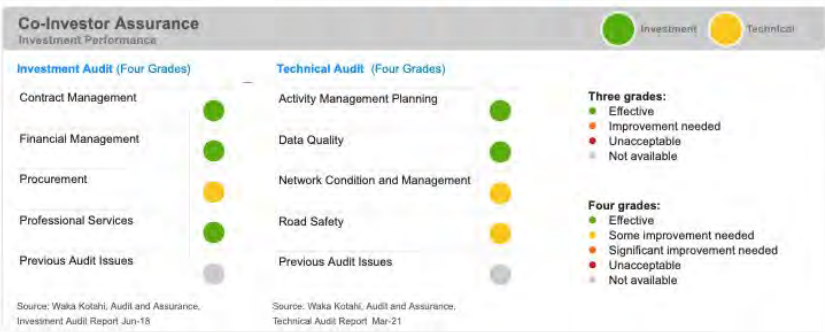 Co-Investor Assurance
Investment Performance
Investment
Technical
Investment Audit (Four Grades)
Contract Management
Financial Management
Procurement
Professional Services
Previous Audit Issues
Source: Waka Kotahi, Audit and Assurance,
Investment Audit Report Jun-18
Technical Audit (Four Grades)
Activity Management Planning
Data Quality
Network Condition and Management
Road Safety
Previous Audit Issues
Source: Waka Kotahi, Audit and Assurance,
Technical Audit Report Mar-21
Three grades:
Effective
Improvement needed
Unacceptable
Not available
Four grades:
Effective
Some improvement needed
Significant improvement needed
Unacceptable
Not available